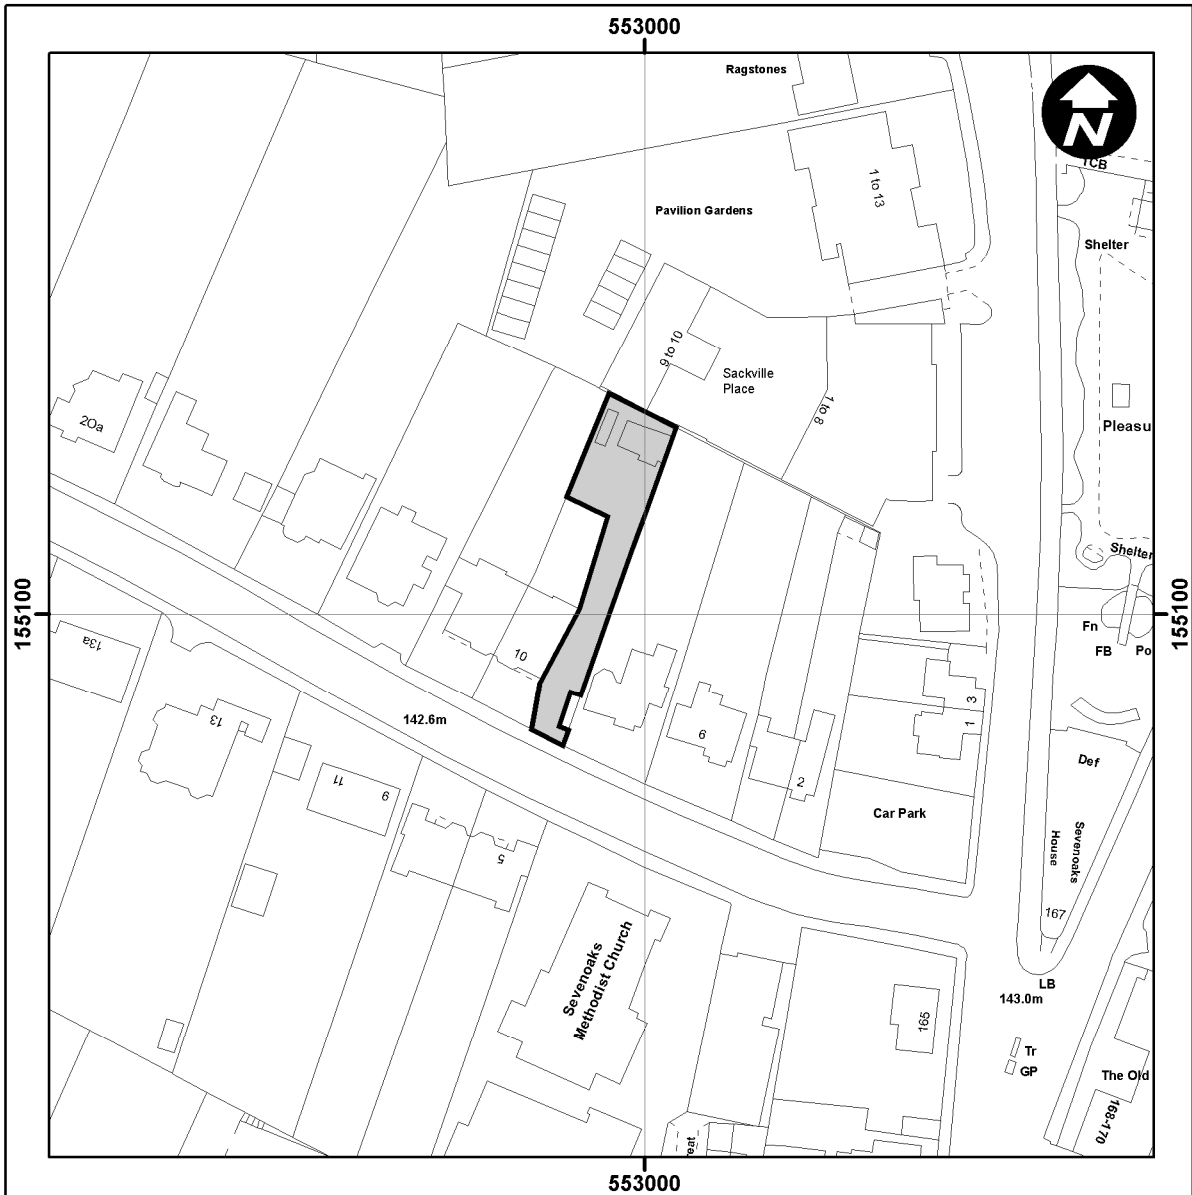 553000
Ragstones
N
TCB
1 to 13
Pavilion Gardens
Shelter
9 to 10
Sackville
Place
1 to 8
20a
Pleasu
Shelter
155100
155100
Fn
FB
Po
13a
10
142.6m
13
6
3
1
2
Def
11
9
5
Car Park
Sevenoaks
House
167
Sevenoaks
Methodist Church
LB
143.0m
165
Tr
GP
The Old
168-170
eat
553000